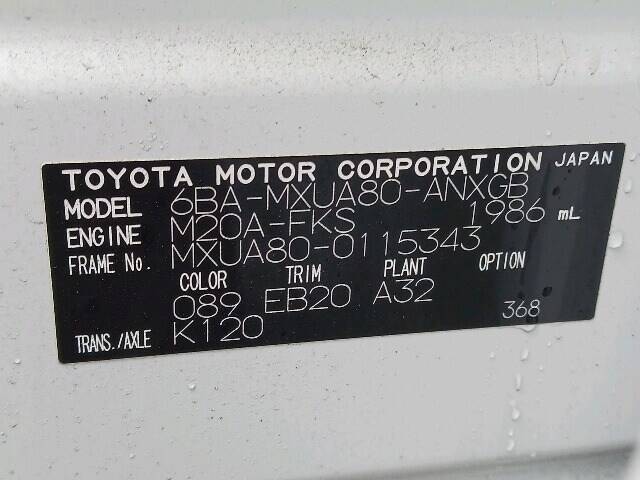 TOYOTA MOTOR CORPORATION JAPAN
MODEL 6BA-MXUA80-ANXGB
ENGINE M20A-FKS 1986 mL
FRAME No. MXUA80-0115343
COLOR TRIM PLANT OPTION
089 EB20 A32
TRANS./AXLE K120 368